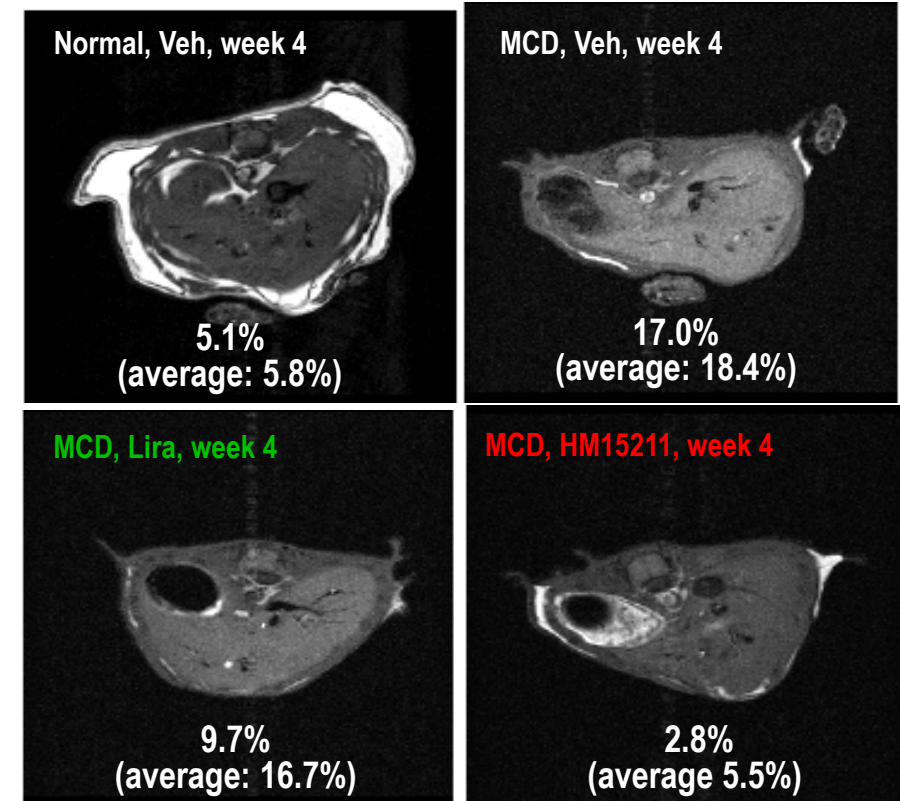 Normal, Veh, week 4
5.1%
(average: 5.8%)
MCD, Veh, week 4
17.0%
(average: 18.4%)
MCD, Lira, week 4
9.7%
(average: 16.7%)
MCD, HM15211, week 4
2.8%
(average 5.5%)